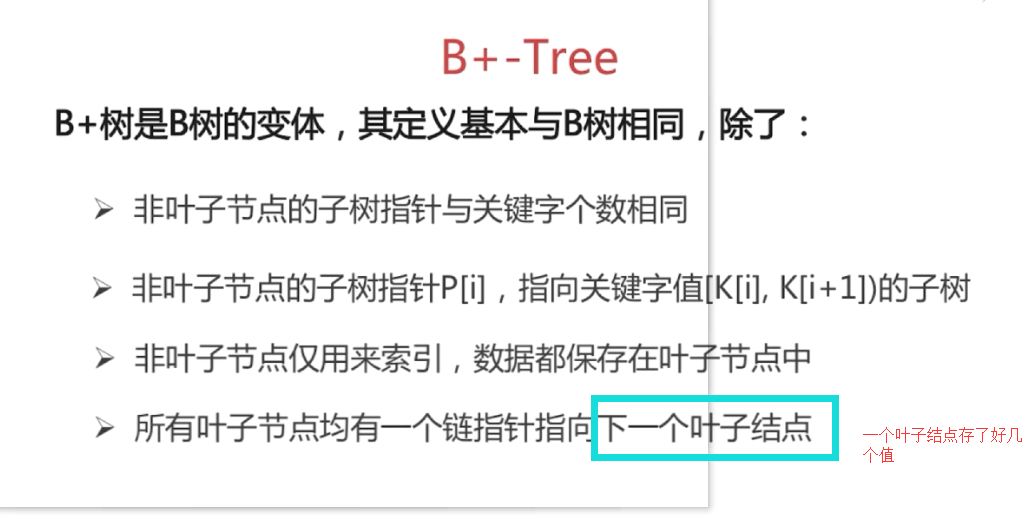 B+-Tree
B+树是B树的变体，其定义基本与B树相同，除了：
非叶子节点的子树指针与关键字个数相同
非叶子节点的子树指针P[i]，指向关键字值[K[i], K[i+1])的子树
非叶子节点仅用来索引，数据都保存在叶子节点中
所有叶子节点均有一个链指针指向下一个叶子结点
一个叶子结点存了好几
个值